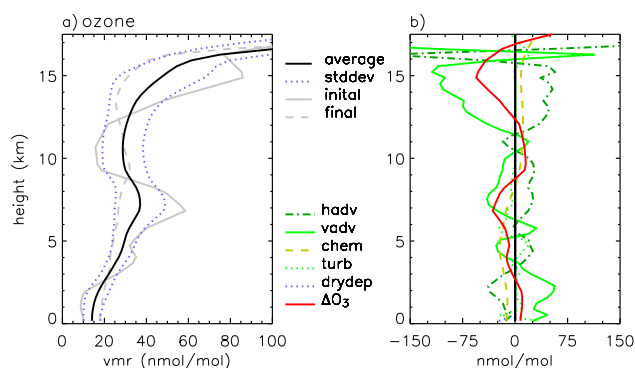 a) ozone
15
10
5
0
height (km)
0 20 40 60 80 100
vmr (nmol/mol)
average
stddev
inital
final
hadv
vadv
chem
turb
drydep
ΔO₃
b)
15
10
5
0
-150 -75 0 75 150
nmol/mol